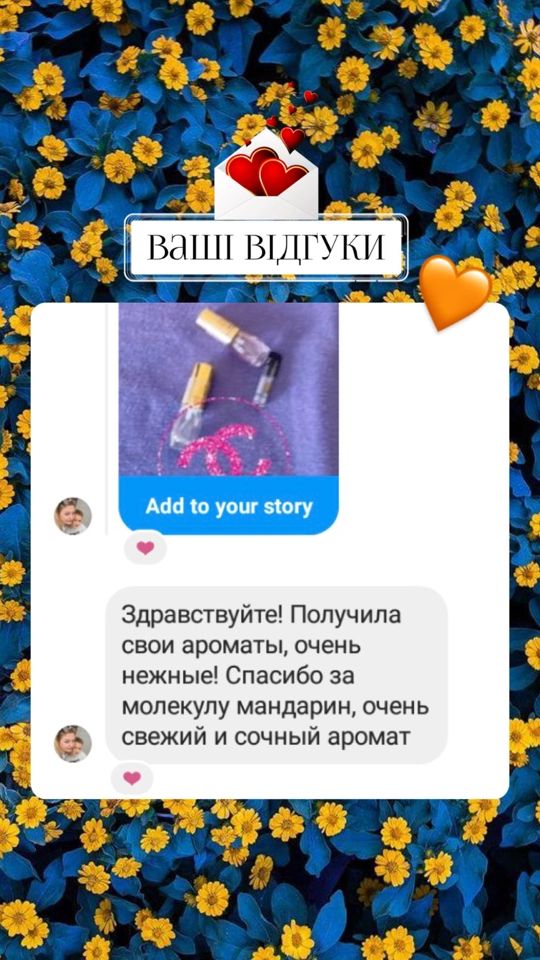 ВАШІ ВІДГУКИ
Add to your story
Здравствуйте! Получила
свои ароматы, очень
нежные! Спасибо за
молекулу мандарин, очень
свежий и сочный аромат